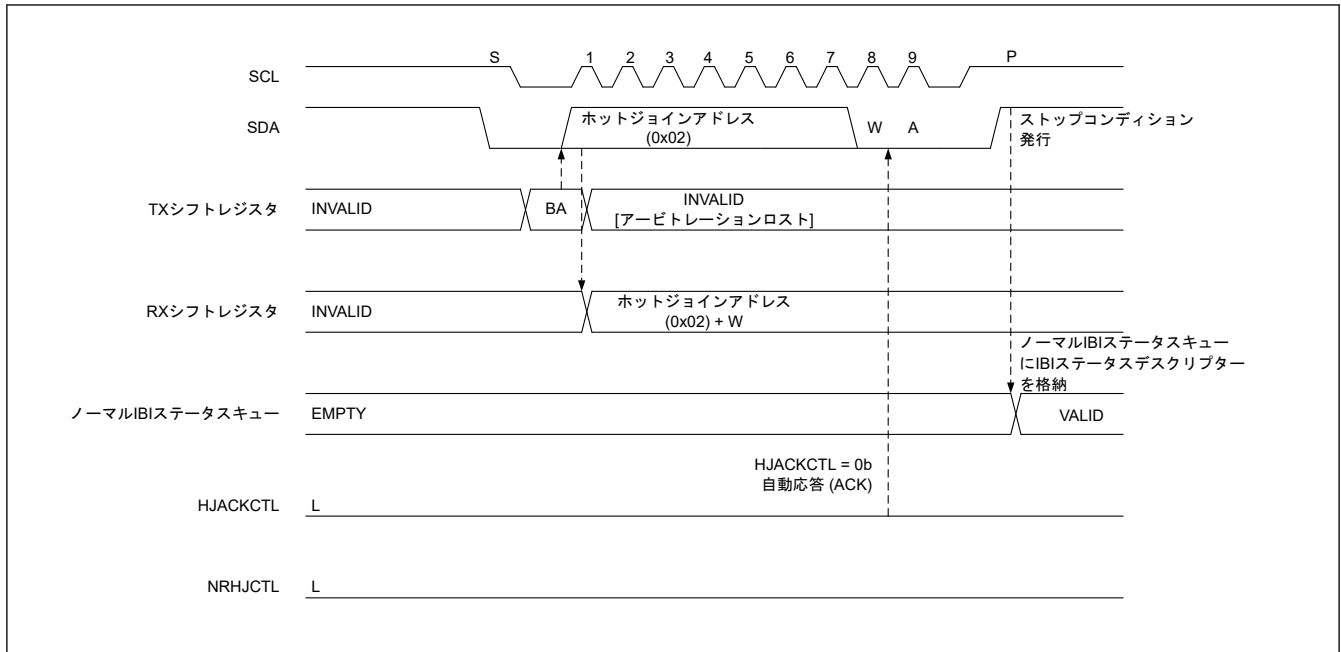 S 1 2 3 4 5 6 7 8 9 P
SCL
SDA
ホットジョインアドレス
(0x02)
W A
ストップコンディション
発行
TXシフトレジスタ
INVALID
BA
INVALID
[アービトレーションロスト]
RXシフトレジスタ
INVALID
ホットジョインアドレス
(0x02) + W
ノーマルIBIステータスキュー
にIBIステータスデスクリプター
を格納
ノーマルIBIステータスキュー
EMPTY
VALID
HJACKCTL = 0b
自動応答 (ACK)
HJACKCTL
L
NRHJCTL
L